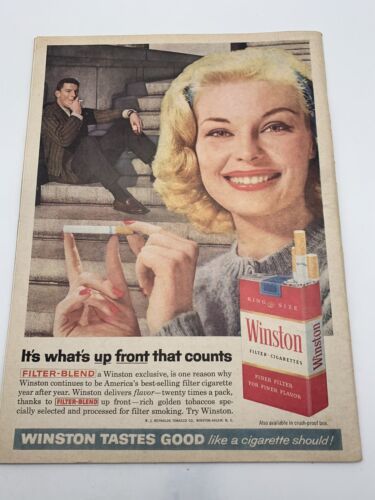 KING SIZE
Winston
FILTER-CIGARETTES
FINER FILTER
FOR FINER FLAVOR
Winston
Also available in crush-proof box.
It's what's up front that counts
FILTER-BLEND a Winston exclusive, is one reason why
Winston continues to be America's best-selling filter cigarette
year after year. Winston delivers flavor—twenty times a pack,
thanks to FILTER-BLEND up front—rich golden tobaccos spe-
cially selected and processed for filter smoking. Try Winston.
R. J. REYNOLDS TOBACCO CO., WINSTON-SALEM, N. C.
WINSTON TASTES GOOD like a cigarette should!